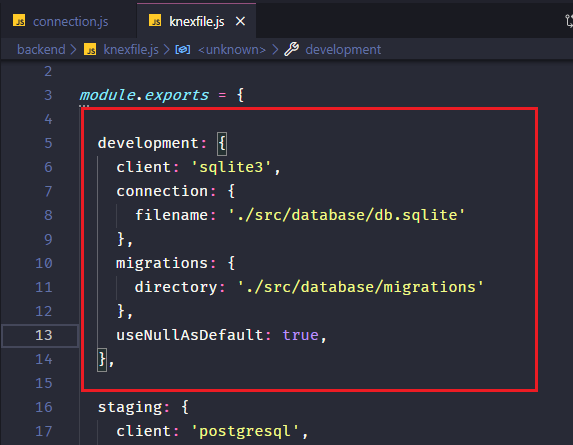 JS connection.js JS knexfile.js ×
backend > JS knexfile.js > <unknown> > development
2
3 module.exports = {
4
5 development: {
6 client: 'sqlite3',
7 connection: {
8 filename: './src/database/db.sqlite'
9 },
10 migrations: {
11 directory: './src/database/migrations'
12 },
13 useNullAsDefault: true,
14 },
15
16 staging: {
17 client: 'postgresql',